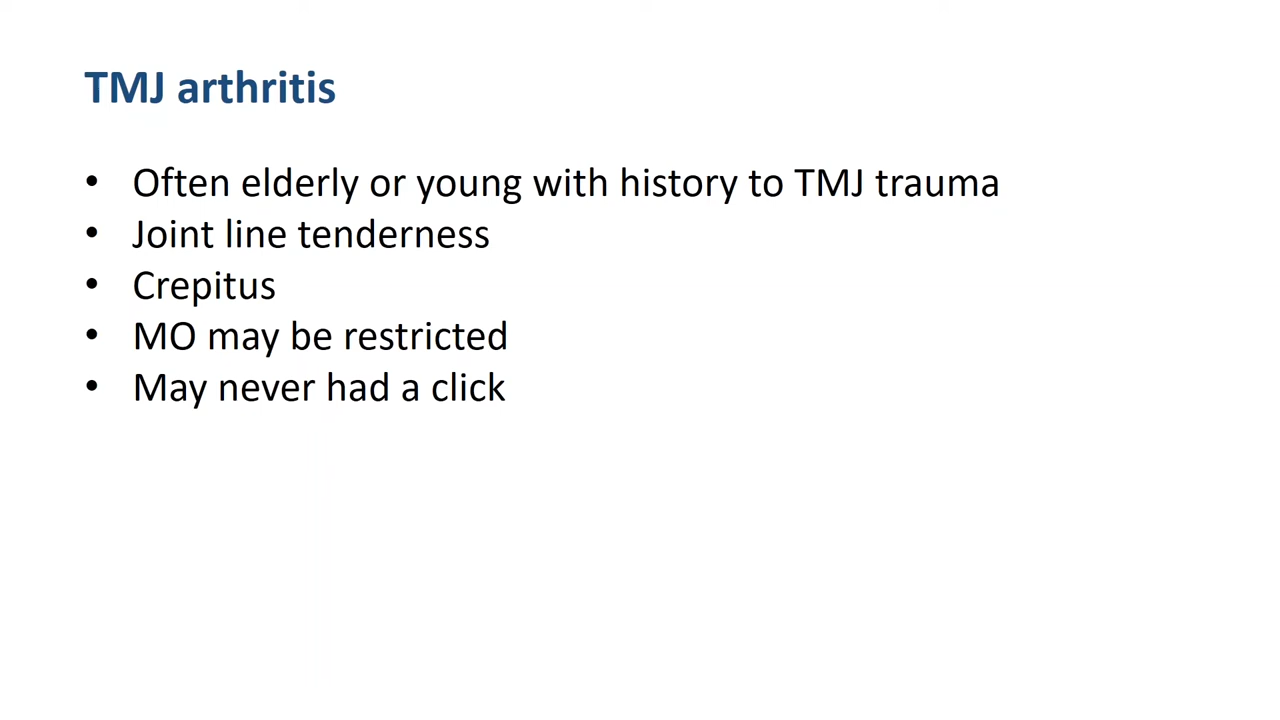 TMJ arthritis
• Often elderly or young with history to TMJ trauma
• Joint line tenderness
• Crepitus
• MO may be restricted
• May never had a click